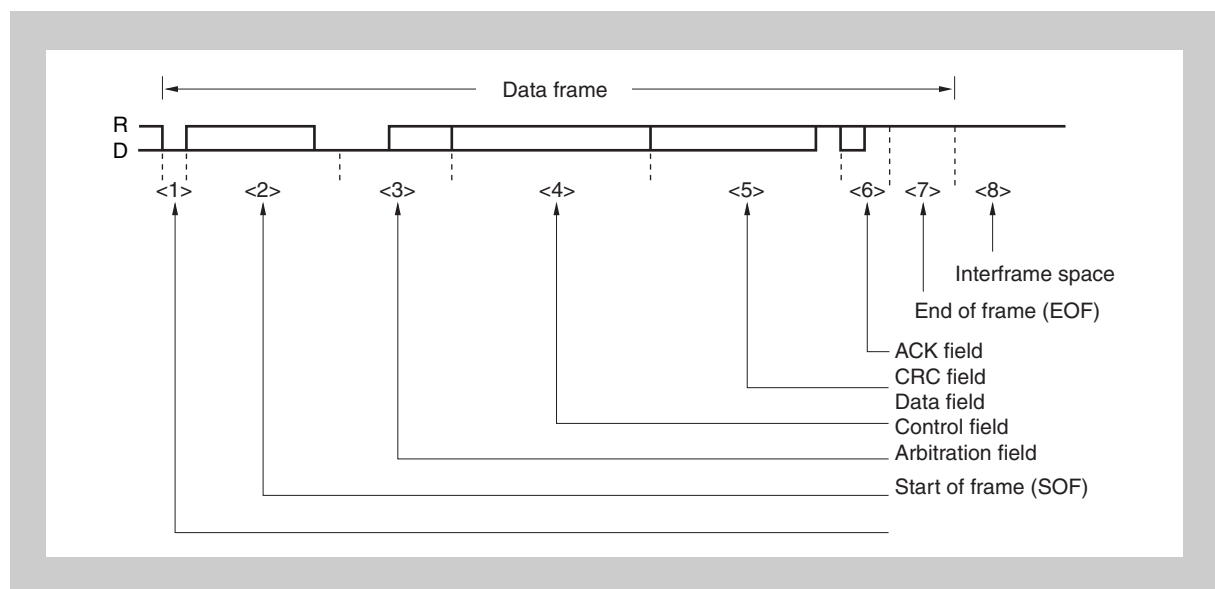 Data frame
R
D
<1> <2> <3> <4> <5> <6> <7> <8>
Interframe space
End of frame (EOF)
ACK field
CRC field
Data field
Control field
Arbitration field
Start of frame (SOF)